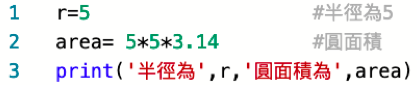 1 r=5 #半徑為5
2 area= 5*5*3.14 #圓面積
3 print('半徑為',r,'圓面積為',area)